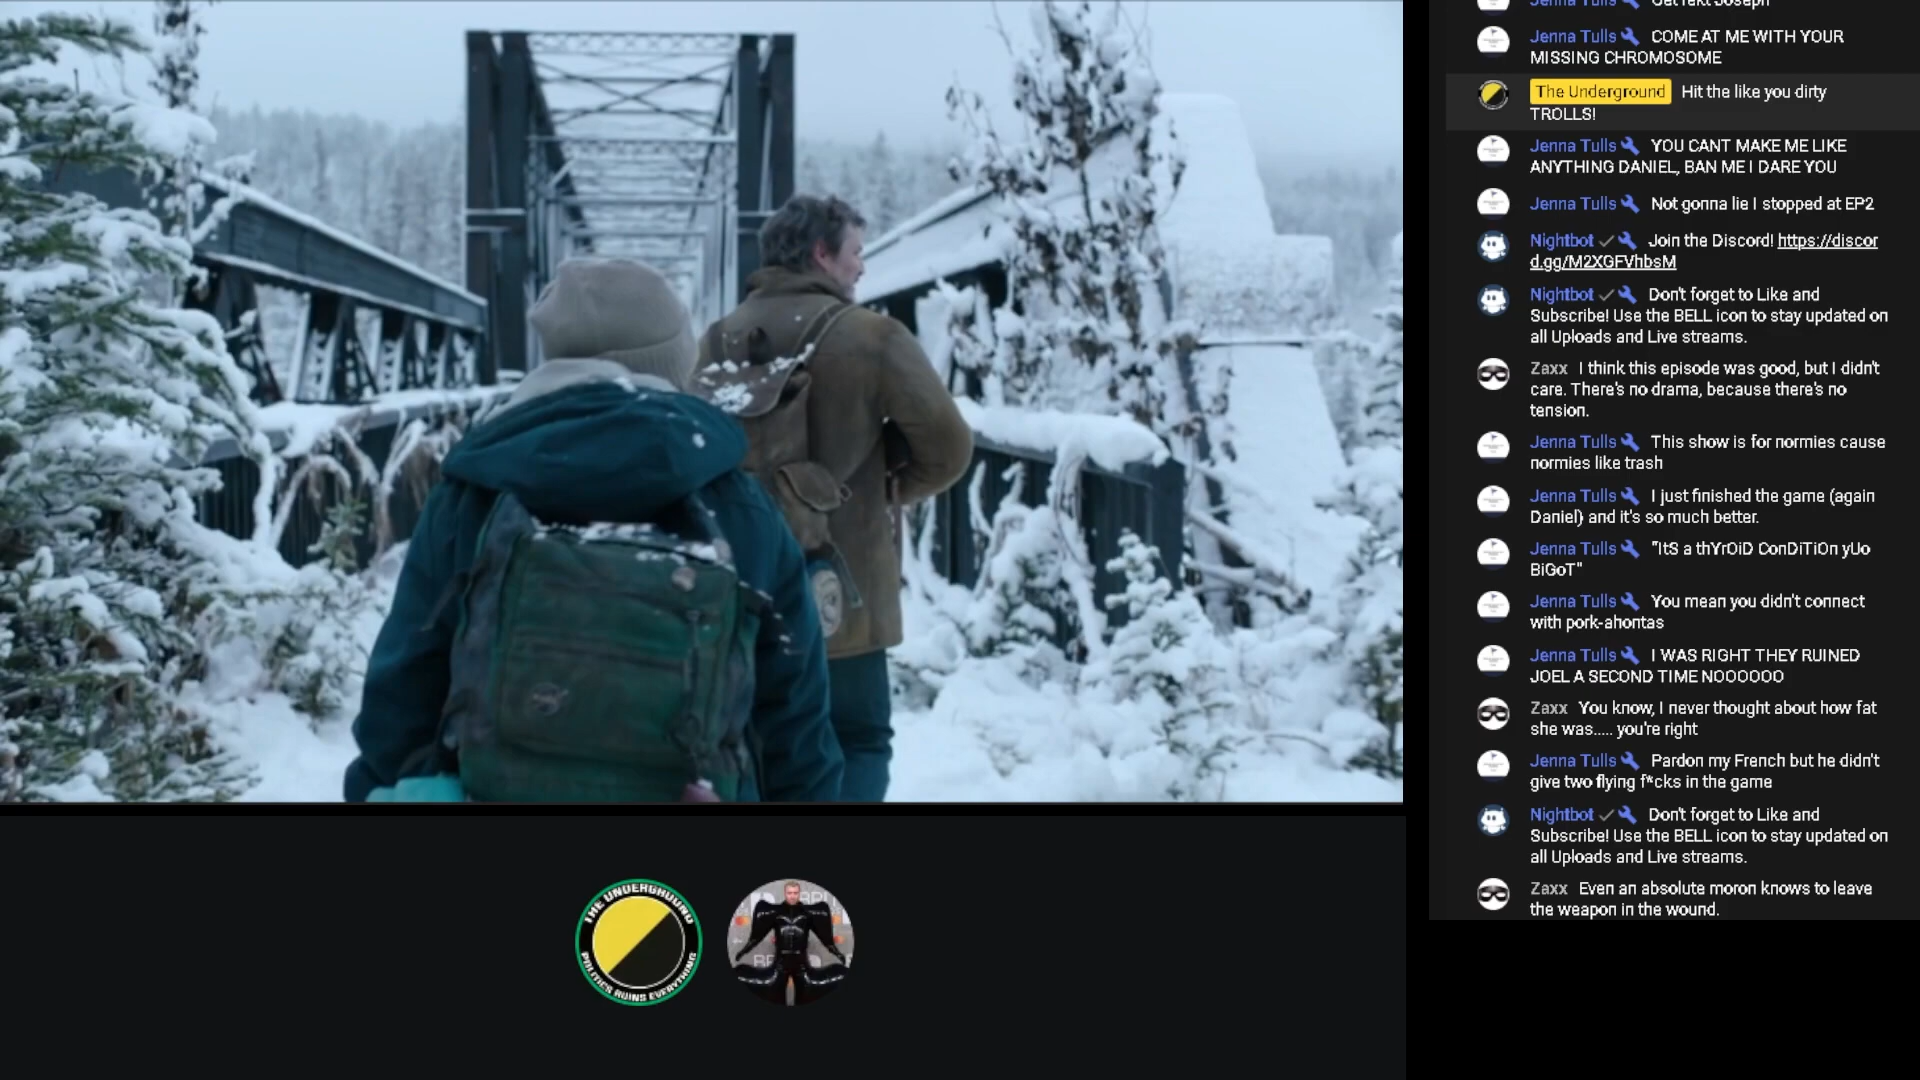 Jenna Tulls Get rekt Joseph
Jenna Tulls COME AT ME WITH YOUR
MISSING CHROMOSOME
The Underground Hit the like you dirty
TROLLS!
Jenna Tulls YOU CANT MAKE ME LIKE
ANYTHING DANIEL, BAN ME I DARE YOU
Jenna Tulls Not gonna lie I stopped at EP2
Nightbot Join the Discord! https://discor
d.gg/M2XGFVhbsM
Nightbot Don't forget to Like and
Subscribe! Use the BELL icon to stay updated on
all Uploads and Live streams.
Zaxx I think this episode was good, but I didn't
care. There's no drama, because there's no
tension.
Jenna Tulls This show is for normies cause
normies like trash
Jenna Tulls I just finished the game (again
Daniel) and it's so much better.
Jenna Tulls "ItS a thYrOiD ConDiTiOn yUo
BiGoT"
Jenna Tulls You mean you didn't connect
with pork-ahontas
Jenna Tulls I WAS RIGHT THEY RUINED
JOEL A SECOND TIME NOOOOOO
Zaxx You know, I never thought about how fat
she was..... you're right
Jenna Tulls Pardon my French but he didn't
give two flying f*cks in the game
Nightbot Don't forget to Like and
Subscribe! Use the BELL icon to stay updated on
all Uploads and Live streams.
Zaxx Even an absolute moron knows to leave
the weapon in the wound.
THE UNDERGROUND
POLITICS RUINS EVERYTHING